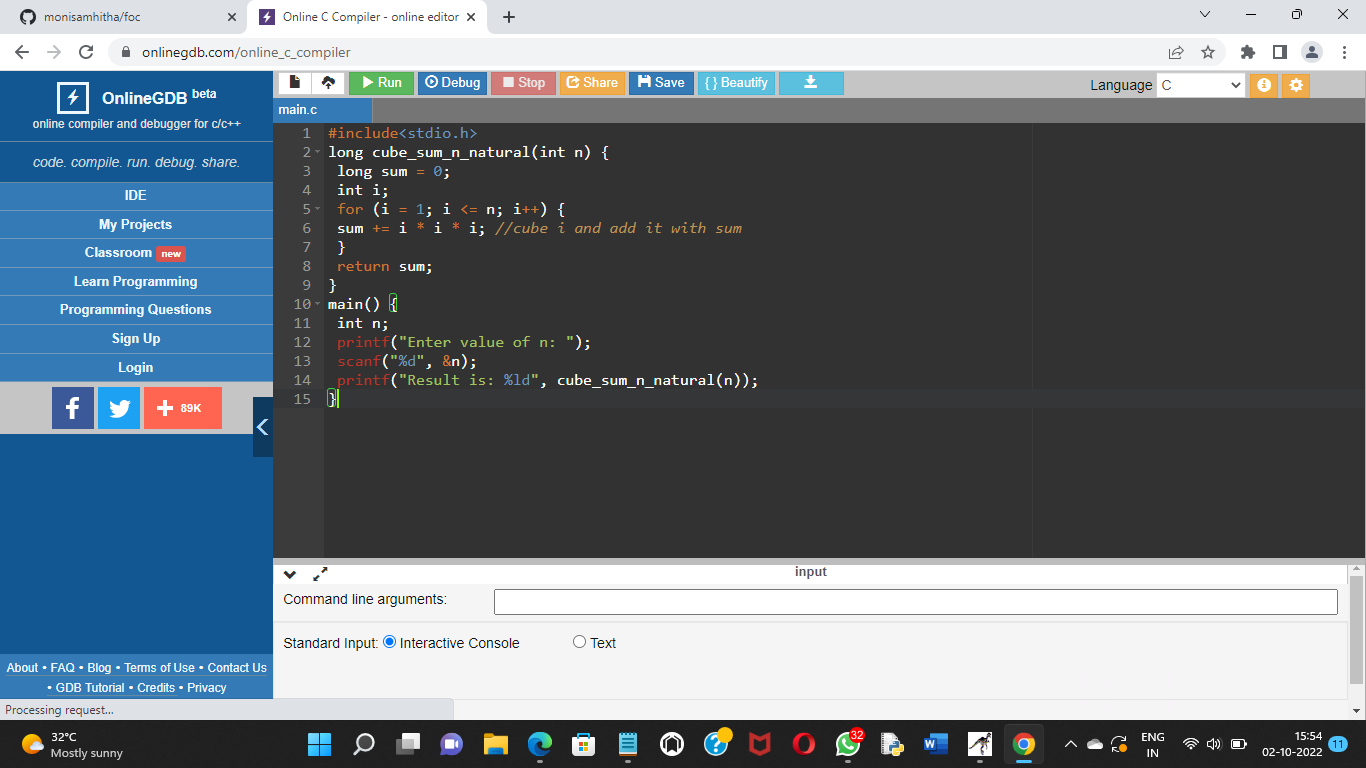 monisamhitha/foc
Online C Compiler - online editor
onlinegdb.com/online_c_compiler
OnlineGDB beta
online compiler and debugger for c/c++
code. compile. run. debug. share.
IDE
My Projects
Classroom new
Learn Programming
Programming Questions
Sign Up
Login
f
+ 89K
About • FAQ • Blog • Terms of Use • Contact Us
• GDB Tutorial • Credits • Privacy
Processing request...
Run Debug Stop Share Save { } Beautify
Language C
main.c
1 #include<stdio.h>
2 long cube_sum_n_natural(int n) {
3 long sum = 0;
4 int i;
5 for (i = 1; i <= n; i++) {
6 sum += i * i * i; //cube i and add it with sum
7 }
8 return sum;
9 }
10 main() {
11 int n;
12 printf("Enter value of n: ");
13 scanf("%d", &n);
14 printf("Result is: %ld", cube_sum_n_natural(n));
15 }
input
Command line arguments:
Standard Input: Interactive Console Text
32°C
Mostly sunny
32
ENG
IN
15:54
02-10-2022
11